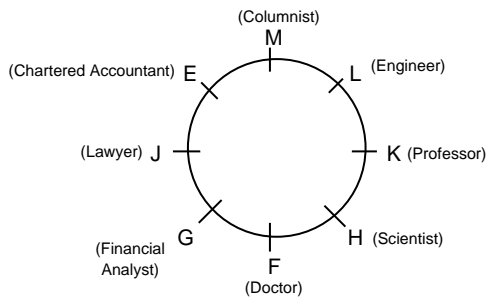 (Columnist)
M
(Chartered Accountant) E
L (Engineer)
(Lawyer) J
K (Professor)
G
(Financial
Analyst)
H (Scientist)
F
(Doctor)